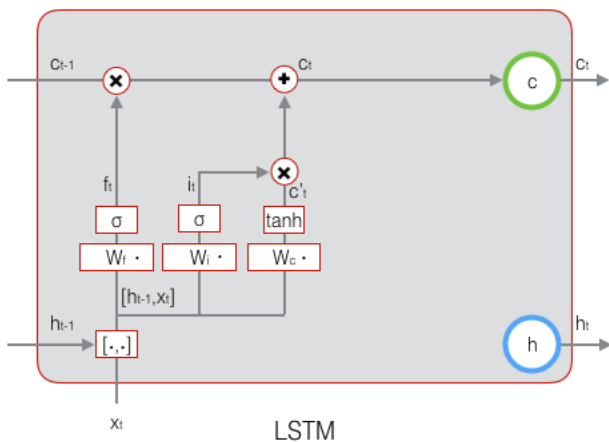 Ct-1 × + Ct c Ct
×
ft it c't
σ σ tanh
Wf · Wi · Wc ·
[ht-1,xt]
ht-1 [·,·] h ht
xt
LSTM